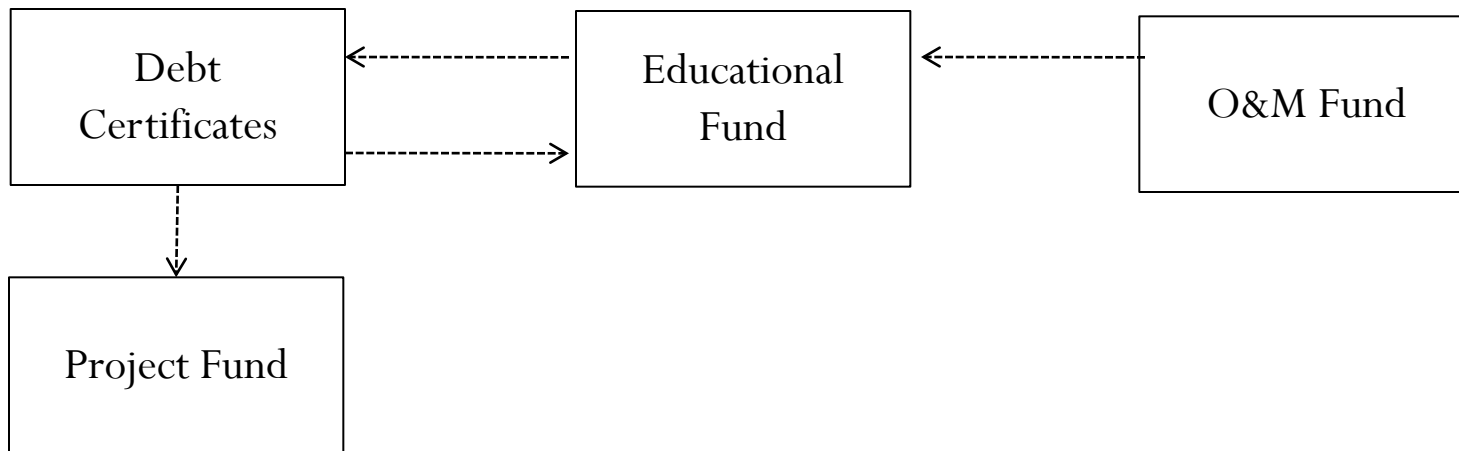 Debt
Certificates
Educational
Fund
O&M Fund
Project Fund